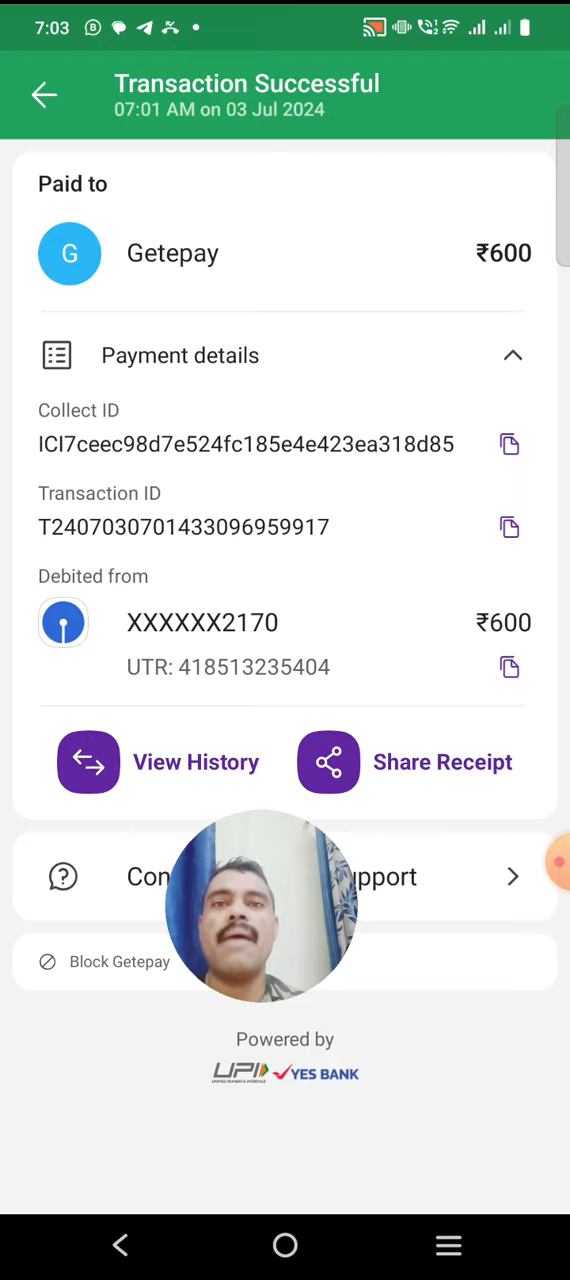 7:03
Transaction Successful
07:01 AM on 03 Jul 2024
Paid to
G Getepay ₹600
Payment details
Collect ID
ICI7ceec98d7e524fc185e4e423ea318d85
Transaction ID
T2407030701433096959917
Debited from
XXXXXX2170 ₹600
UTR: 418513235404
View History Share Receipt
Con pport
Block Getepay
Powered by
UPI YES BANK